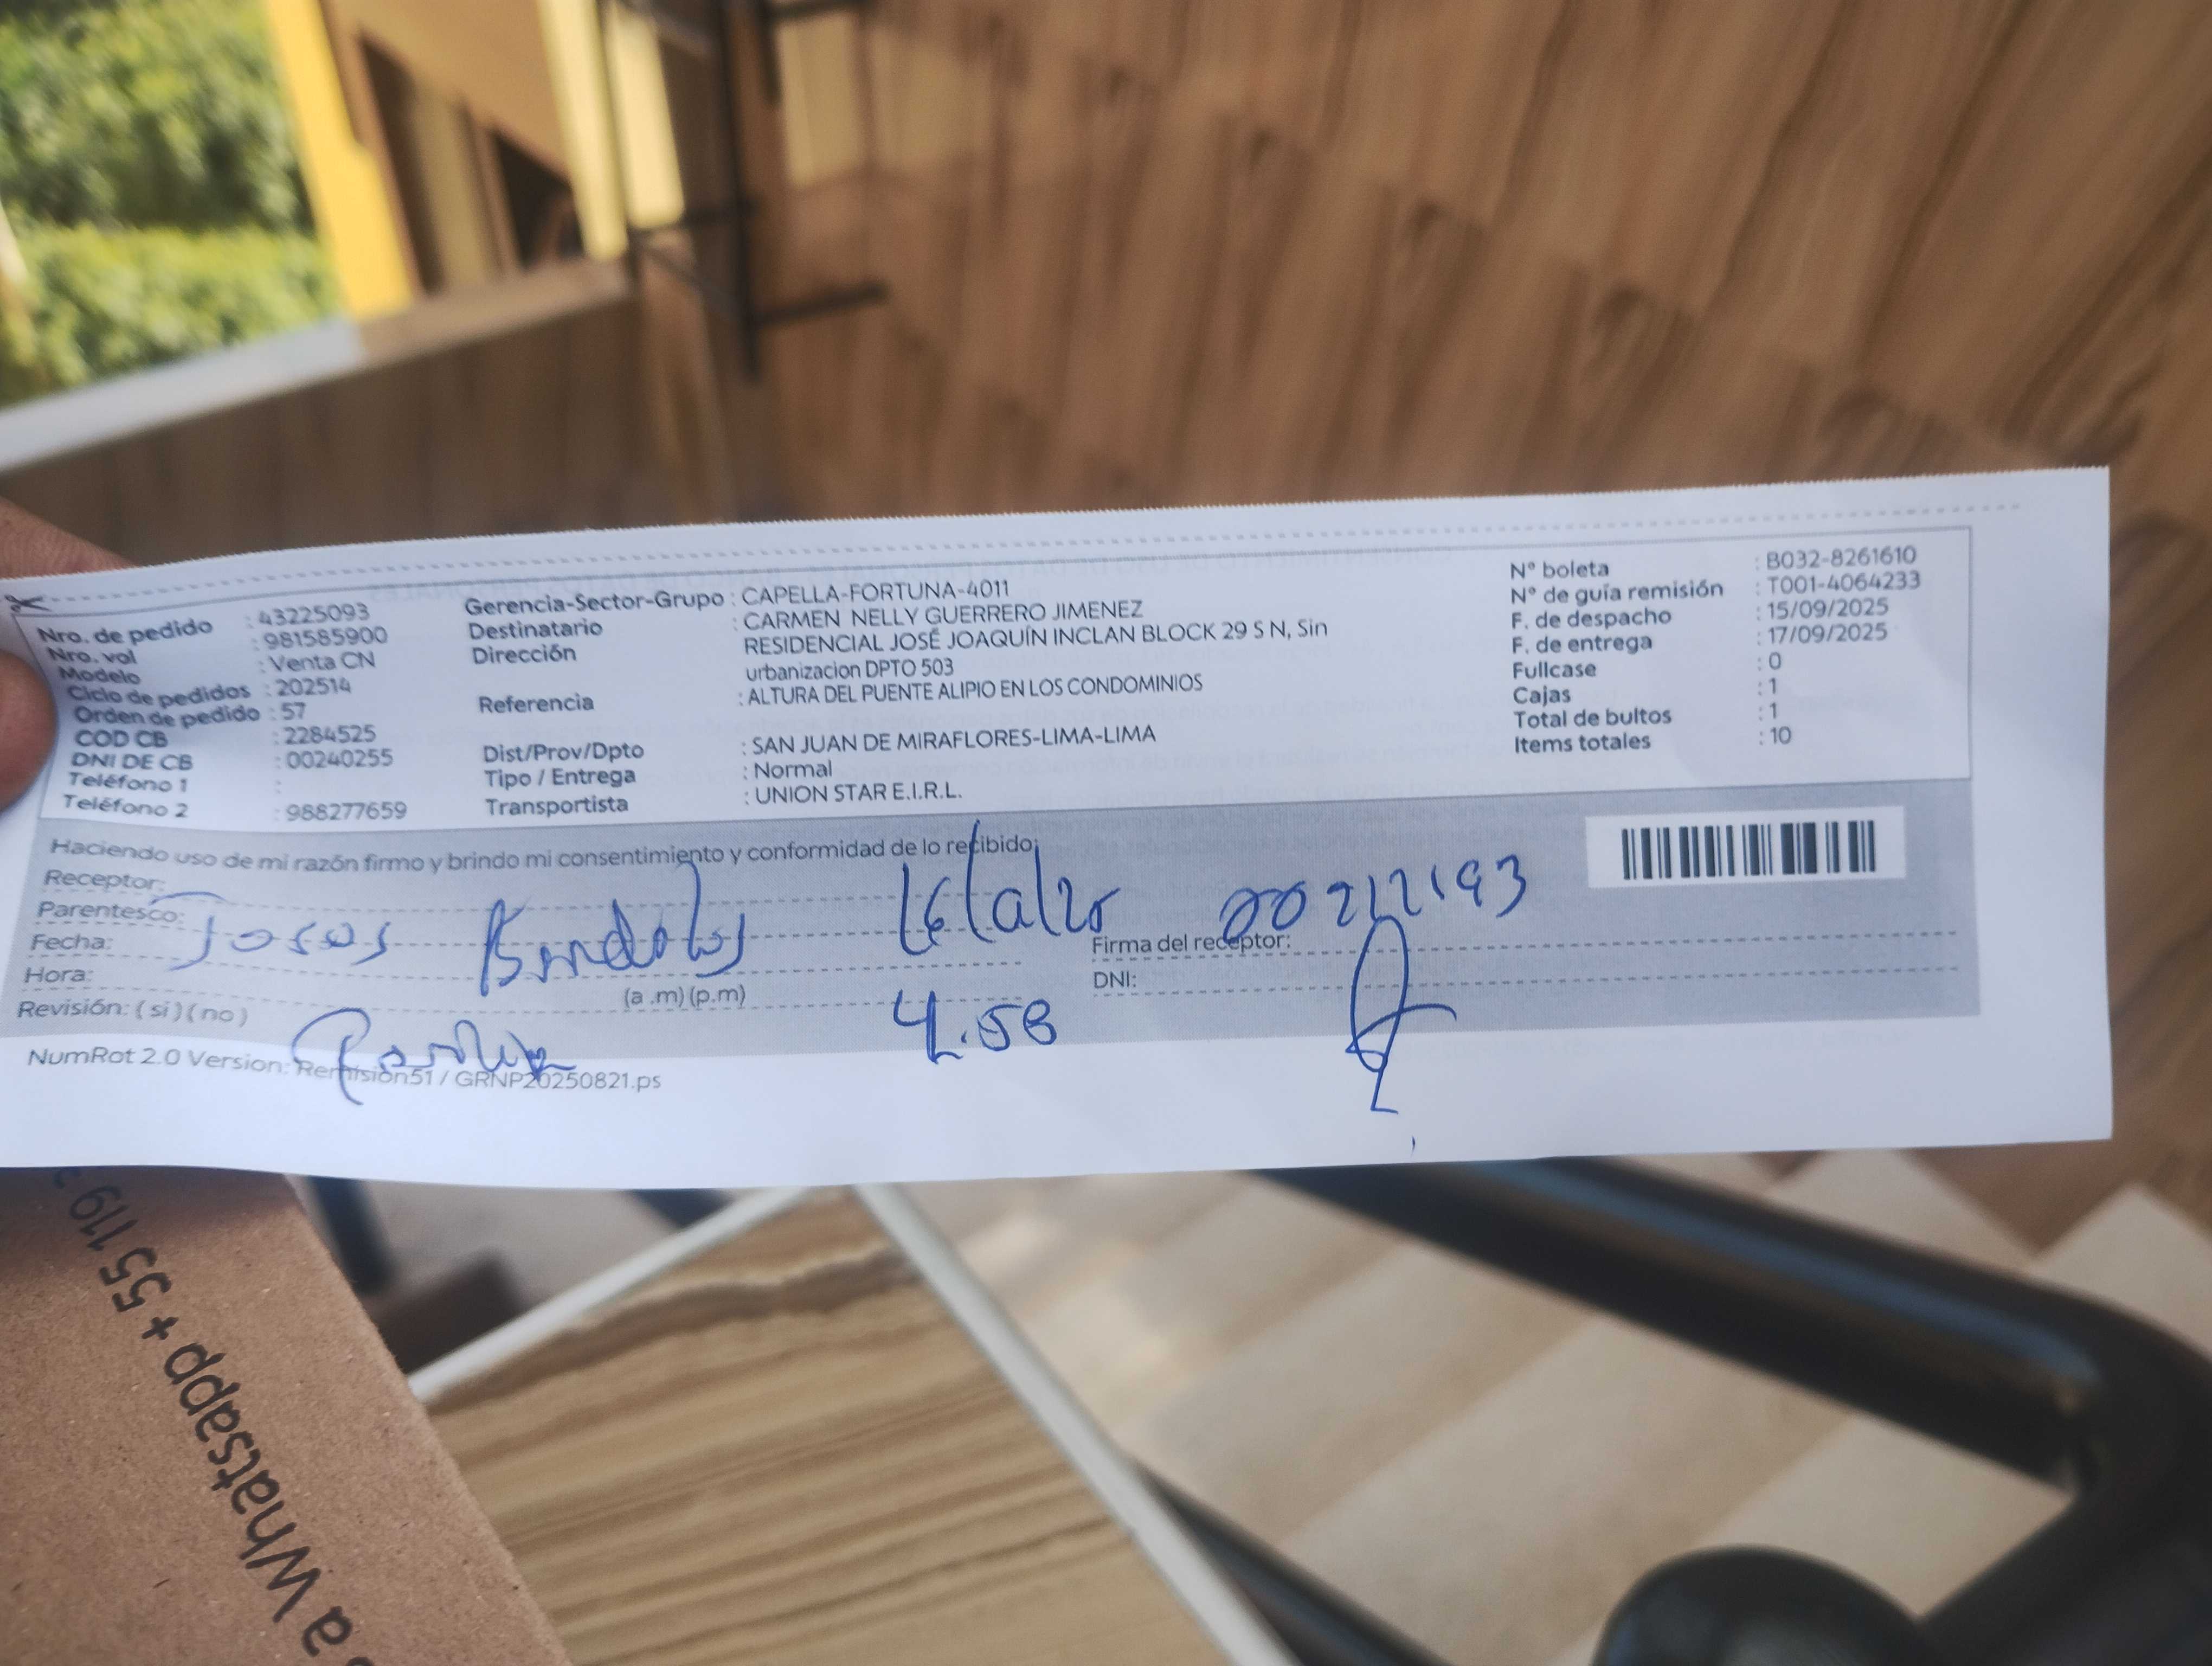 Nro. de pedido : 43225093
Nro. vol : 981585900
Modelo : Venta CN
Ciclo de pedidos : 202514
Orden de pedido : 57
COD CB : 2284525
DNI DE CB : 00240255
Teléfono 1 :
Teléfono 2 : 988277659
Gerencia-Sector-Grupo : CAPELLA-FORTUNA-4011
Destinatario : CARMEN NELLY GUERRERO JIMENEZ
Dirección RESIDENCIAL JOSÉ JOAQUÍN INCLAN BLOCK 29 S N, Sin
urbanizacion DPTO 503
Referencia : ALTURA DEL PUENTE ALIPIO EN LOS CONDOMINIOS
Dist/Prov/Dpto : SAN JUAN DE MIRAFLORES-LIMA-LIMA
Tipo / Entrega : Normal
Transportista : UNION STAR E.I.R.L.
N° boleta : B032-8261610
N° de guía remisión : T001-4064233
F. de despacho : 15/09/2025
F. de entrega : 17/09/2025
Fullcase : 0
Cajas : 1
Total de bultos : 1
Items totales : 10
Haciendo uso de mi razón firmo y brindo mi consentimiento y conformidad de lo recibido:
Receptor:
Parentesco:
Fecha:
Hora: (a .m) (p.m)
Revisión: ( si ) ( no )
4.58
Firma del receptor:
DNI:
NumRot 2.0 Version: Remision51 / GRNP20250821.ps
a Whatsapp + 55 119